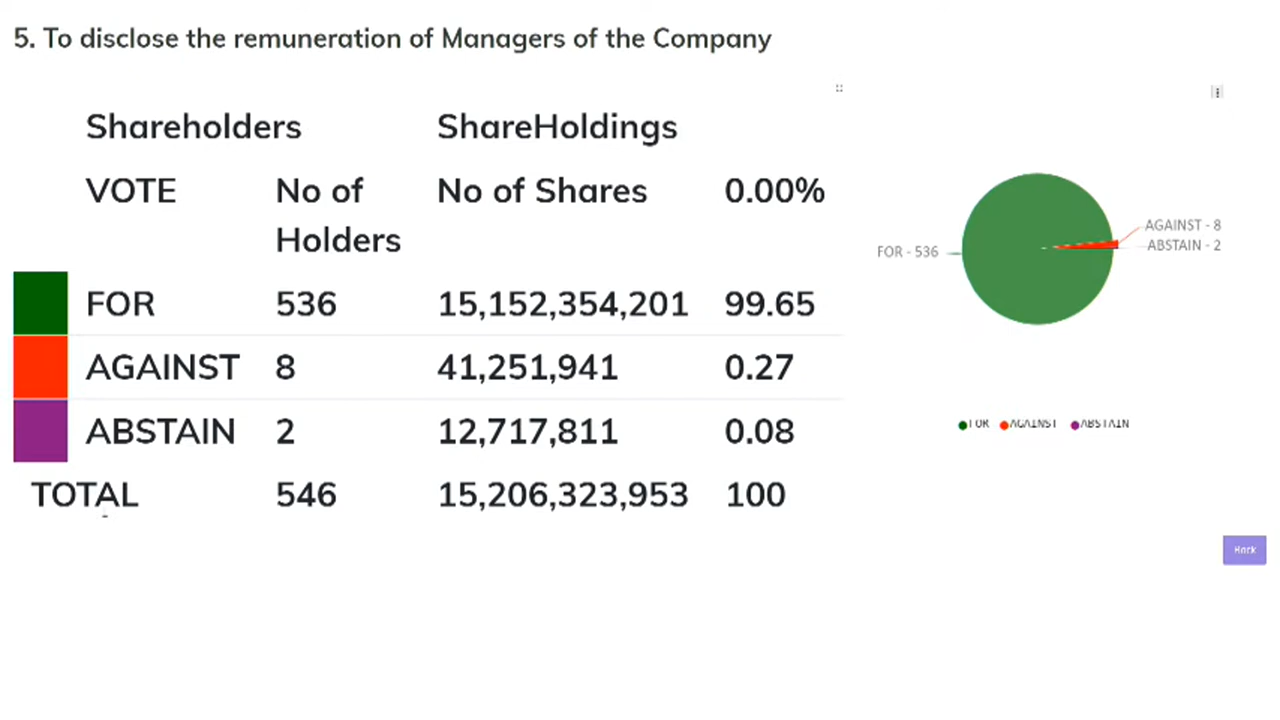 5. To disclose the remuneration of Managers of the Company
Shareholders ShareHoldings
VOTE No of Holders No of Shares 0.00%
FOR 536 15,152,354,201 99.65
AGAINST 8 41,251,941 0.27
ABSTAIN 2 12,717,811 0.08
TOTAL 546 15,206,323,953 100
AGAINST - 8
ABSTAIN - 2
FOR - 536
FOR AGAINST ABSTAIN
Back